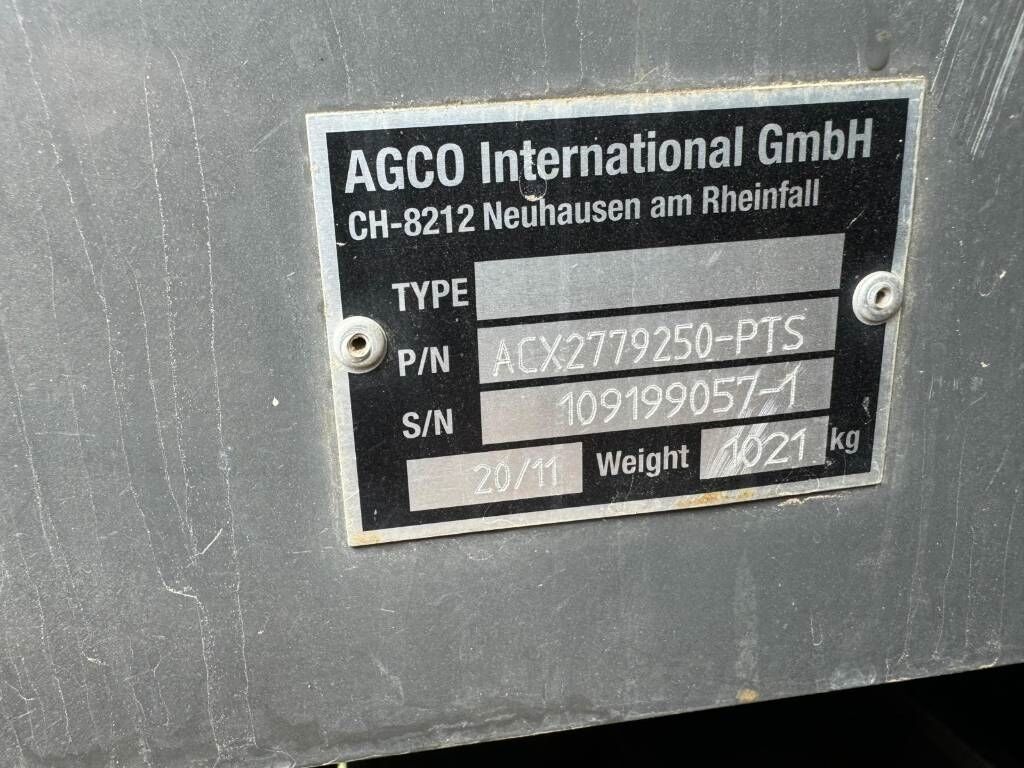 AGCO International GmbH
CH-8212 Neuhausen am Rheinfall
TYPE
P/N ACX2779250-PTS
S/N 109199057-1
20/11 Weight 1021 kg